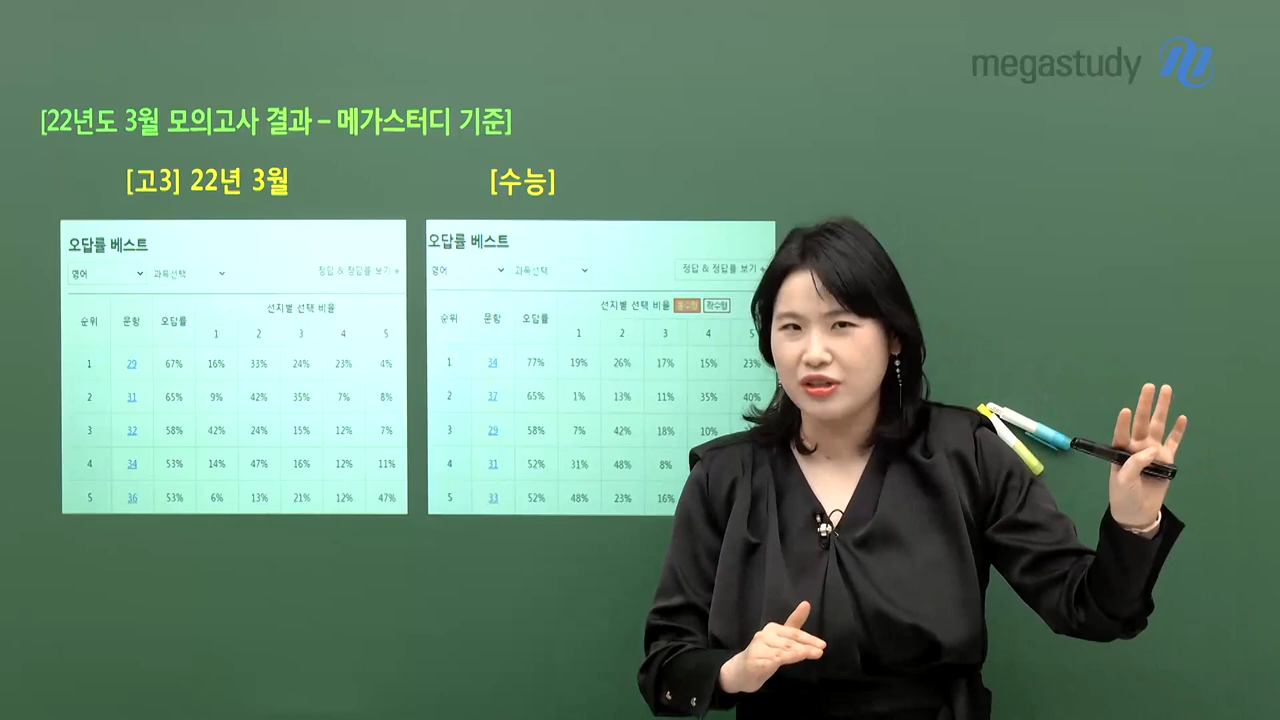 megastudy
[22년도 3월 모의고사 결과 – 메가스터디 기준]
[고3] 22년 3월
오답률 베스트
영어 과목선택 정답 & 정답률 보기 +
순위 문항 오답률 선지별 선택 비율
1 2 3 4 5
1 29 67% 16% 33% 24% 23% 4%
2 31 65% 9% 42% 35% 7% 8%
3 32 58% 42% 24% 15% 12% 7%
4 34 53% 14% 47% 16% 12% 11%
5 36 53% 6% 13% 21% 12% 47%
[수능]
오답률 베스트
영어 과목선택 정답 & 정답률 보기 +
순위 문항 오답률 선지별 선택 비율 홀수형 짝수형
1 2 3 4 5
1 34 77% 19% 26% 17% 15% 23%
2 37 65% 1% 13% 11% 35% 40%
3 29 58% 7% 42% 18% 10%
4 31 52% 31% 48% 8%
5 33 52% 48% 23% 16%